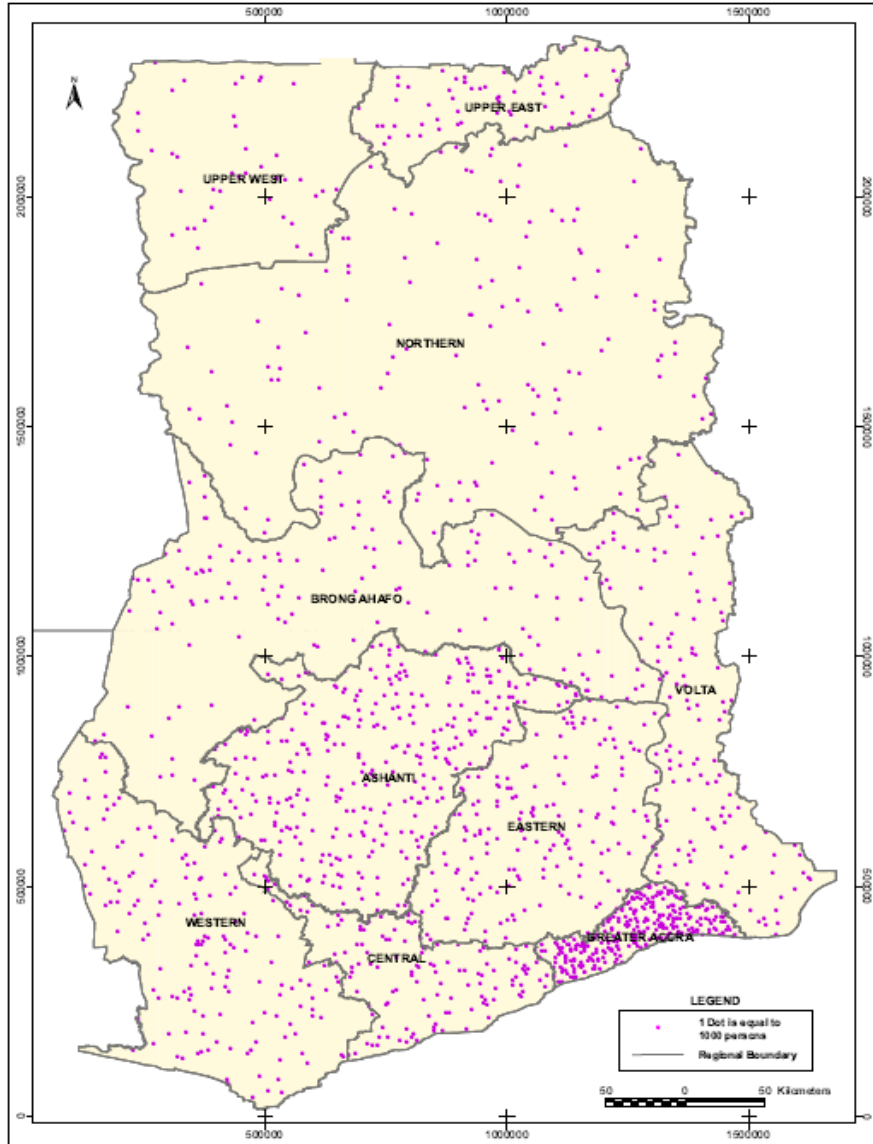 500000 1000000 1500000
N
UPPER EAST
UPPER WEST
2000000 2000000
NORTHERN
1500000 1500000
BRONG AHAFO
1000000 1000000
VOLTA
ASHANTI
EASTERN
500000 500000
WESTERN
GREATER ACCRA
CENTRAL
LEGEND
1 Dot is equal to
1000 persons
Regional Boundary
50 0 50 Kilometers
0 0
500000 1000000 1500000